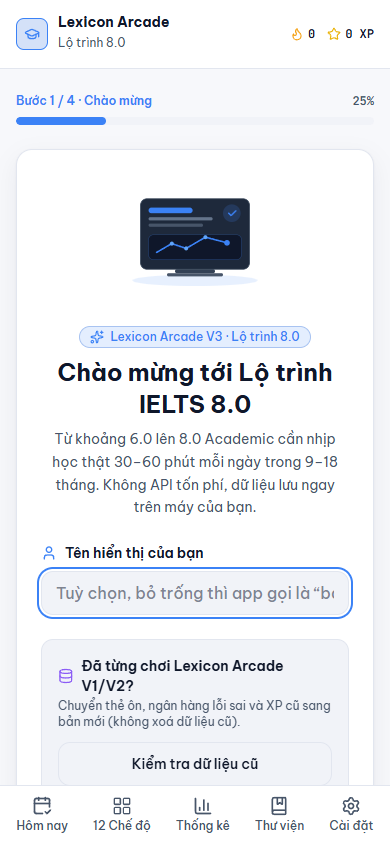 Lexicon Arcade
Lộ trình 8.0
0
0 XP
Bước 1 / 4 · Chào mừng
25%
Lexicon Arcade V3 · Lộ trình 8.0
Chào mừng tới Lộ trình
IELTS 8.0
Từ khoảng 6.0 lên 8.0 Academic cần nhịp
học thật 30–60 phút mỗi ngày trong 9–18
tháng. Không API tốn phí, dữ liệu lưu ngay
trên máy của bạn.
Tên hiển thị của bạn
Tuỳ chọn, bỏ trống thì app gọi là “bạ
Đã từng chơi Lexicon Arcade
V1/V2?
Chuyển thẻ ôn, ngân hàng lỗi sai và XP cũ sang
bản mới (không xoá dữ liệu cũ).
Kiểm tra dữ liệu cũ
Hôm nay
12 Chế độ
Thống kê
Thư viện
Cài đặt